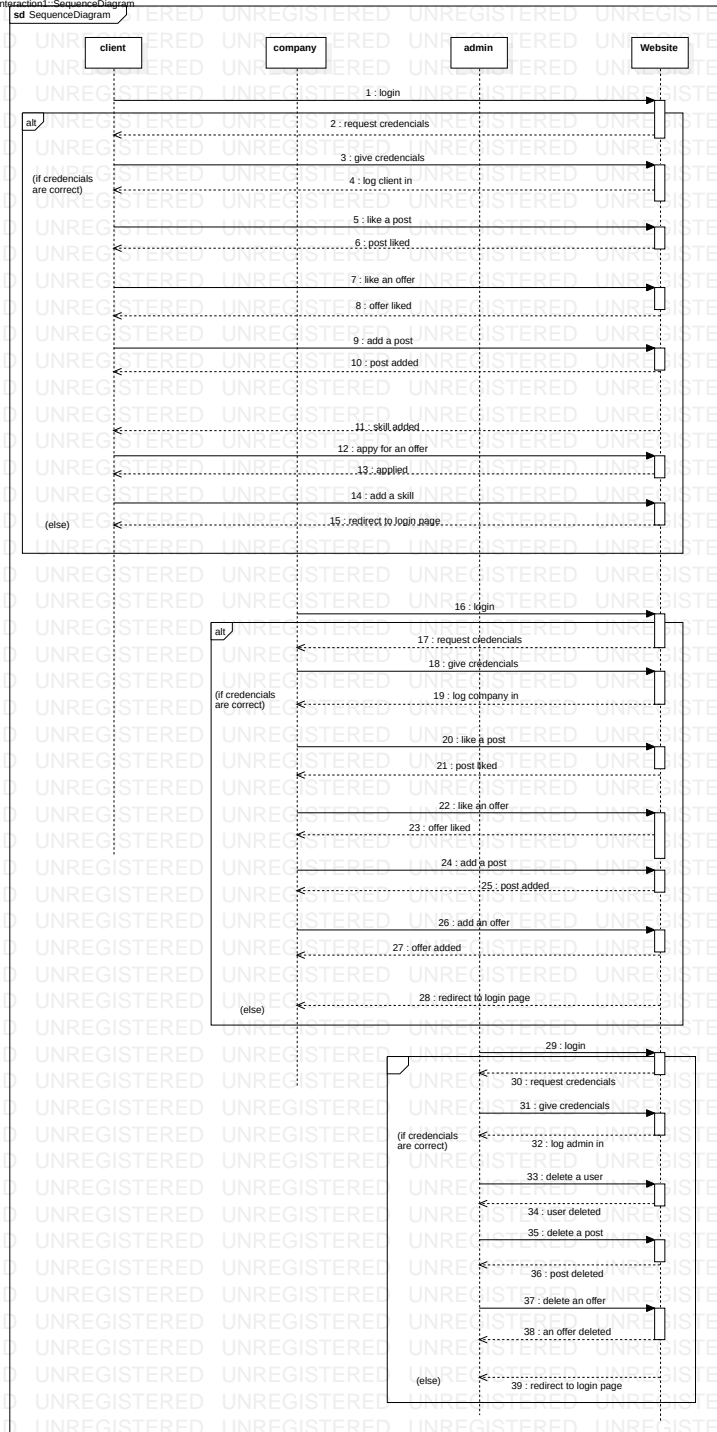 nteraction1::SequenceDiagram
sd SequenceDiagram
client
company
admin
Website
1 : login
alt
2 : request credencials
3 : give credencials
(if credencials
are correct)
4 : log client in
5 : like a post
6 : post liked
7 : like an offer
8 : offer liked
9 : add a post
10 : post added
11 : skill added
12 : appy for an offer
13 : applied
14 : add a skill
(else)
15 : redirect to login page
16 : login
alt
17 : request credencials
18 : give credencials
(if credencials
are correct)
19 : log company in
20 : like a post
21 : post liked
22 : like an offer
23 : offer liked
24 : add a post
25 : post added
26 : add an offer
27 : offer added
28 : redirect to login page
(else)
29 : login
30 : request credencials
31 : give credencials
(if credencials
are correct)
32 : log admin in
33 : delete a user
34 : user deleted
35 : delete a post
36 : post deleted
37 : delete an offer
38 : an offer deleted
(else)
39 : redirect to login page
UNREGISTERED